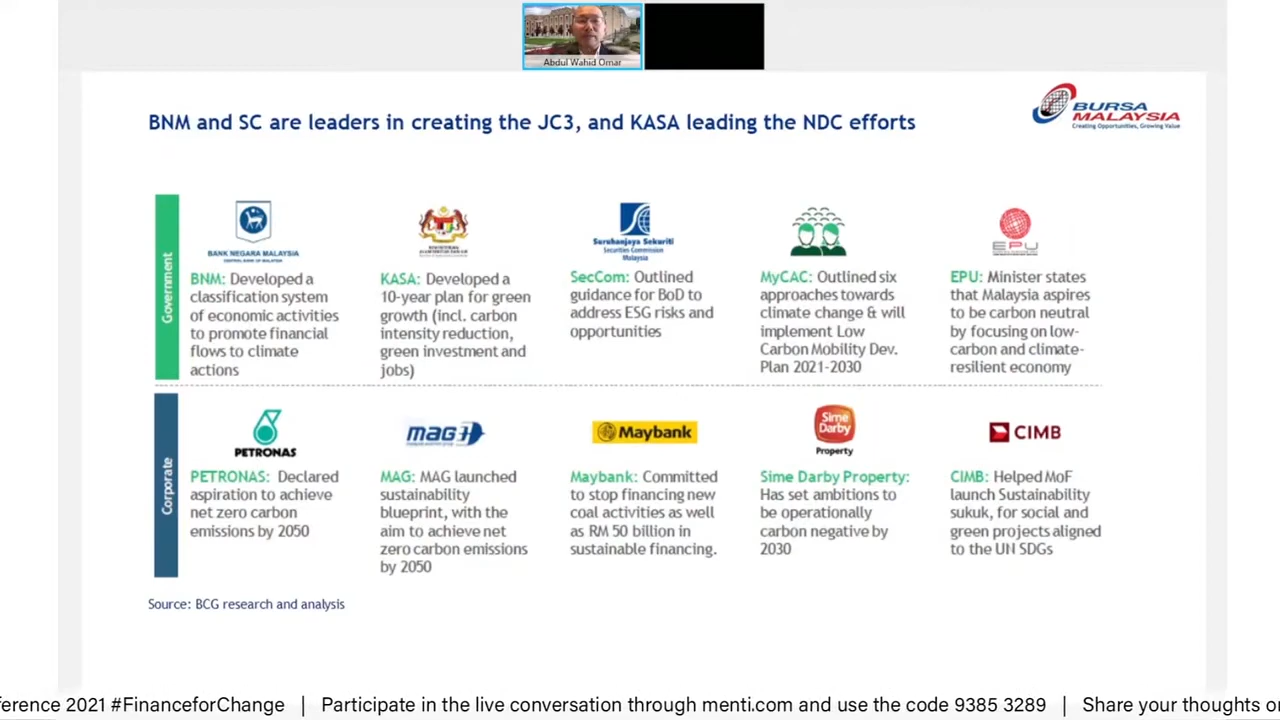 Abdul Wahid Omar
BNM and SC are leaders in creating the JC3, and KASA leading the NDC efforts
BURSA
MALAYSIA
Creating Opportunities, Growing Value
Government
BANK NEGARA MALAYSIA
CENTRAL BANK OF MALAYSIA
BNM: Developed a
classification system
of economic activities
to promote financial
flows to climate
actions
KASA: Developed a
10-year plan for green
growth (incl. carbon
intensity reduction,
green investment and
jobs)
Suruhanjaya Sekuriti
Securities Commission
Malaysia
SecCom: Outlined
guidance for BoD to
address ESG risks and
opportunities
MyCAC: Outlined six
approaches towards
climate change & will
implement Low
Carbon Mobility Dev.
Plan 2021-2030
EPU
EPU: Minister states
that Malaysia aspires
to be carbon neutral
by focusing on low-
carbon and climate-
resilient economy
Corporate
PETRONAS
PETRONAS: Declared
aspiration to achieve
net zero carbon
emissions by 2050
mag
MAG: MAG launched
sustainability
blueprint, with the
aim to achieve net
zero carbon emissions
by 2050
Maybank
Maybank: Committed
to stop financing new
coal activities as well
as RM 50 billion in
sustainable financing.
Sime
Darby
Property
Sime Darby Property:
Has set ambitions to
be operationally
carbon negative by
2030
CIMB
CIMB: Helped MoF
launch Sustainability
sukuk, for social and
green projects aligned
to the UN SDGs
Source: BCG research and analysis
ference 2021 #FinanceforChange | Participate in the live conversation through menti.com and use the code 9385 3289 | Share your thoughts o